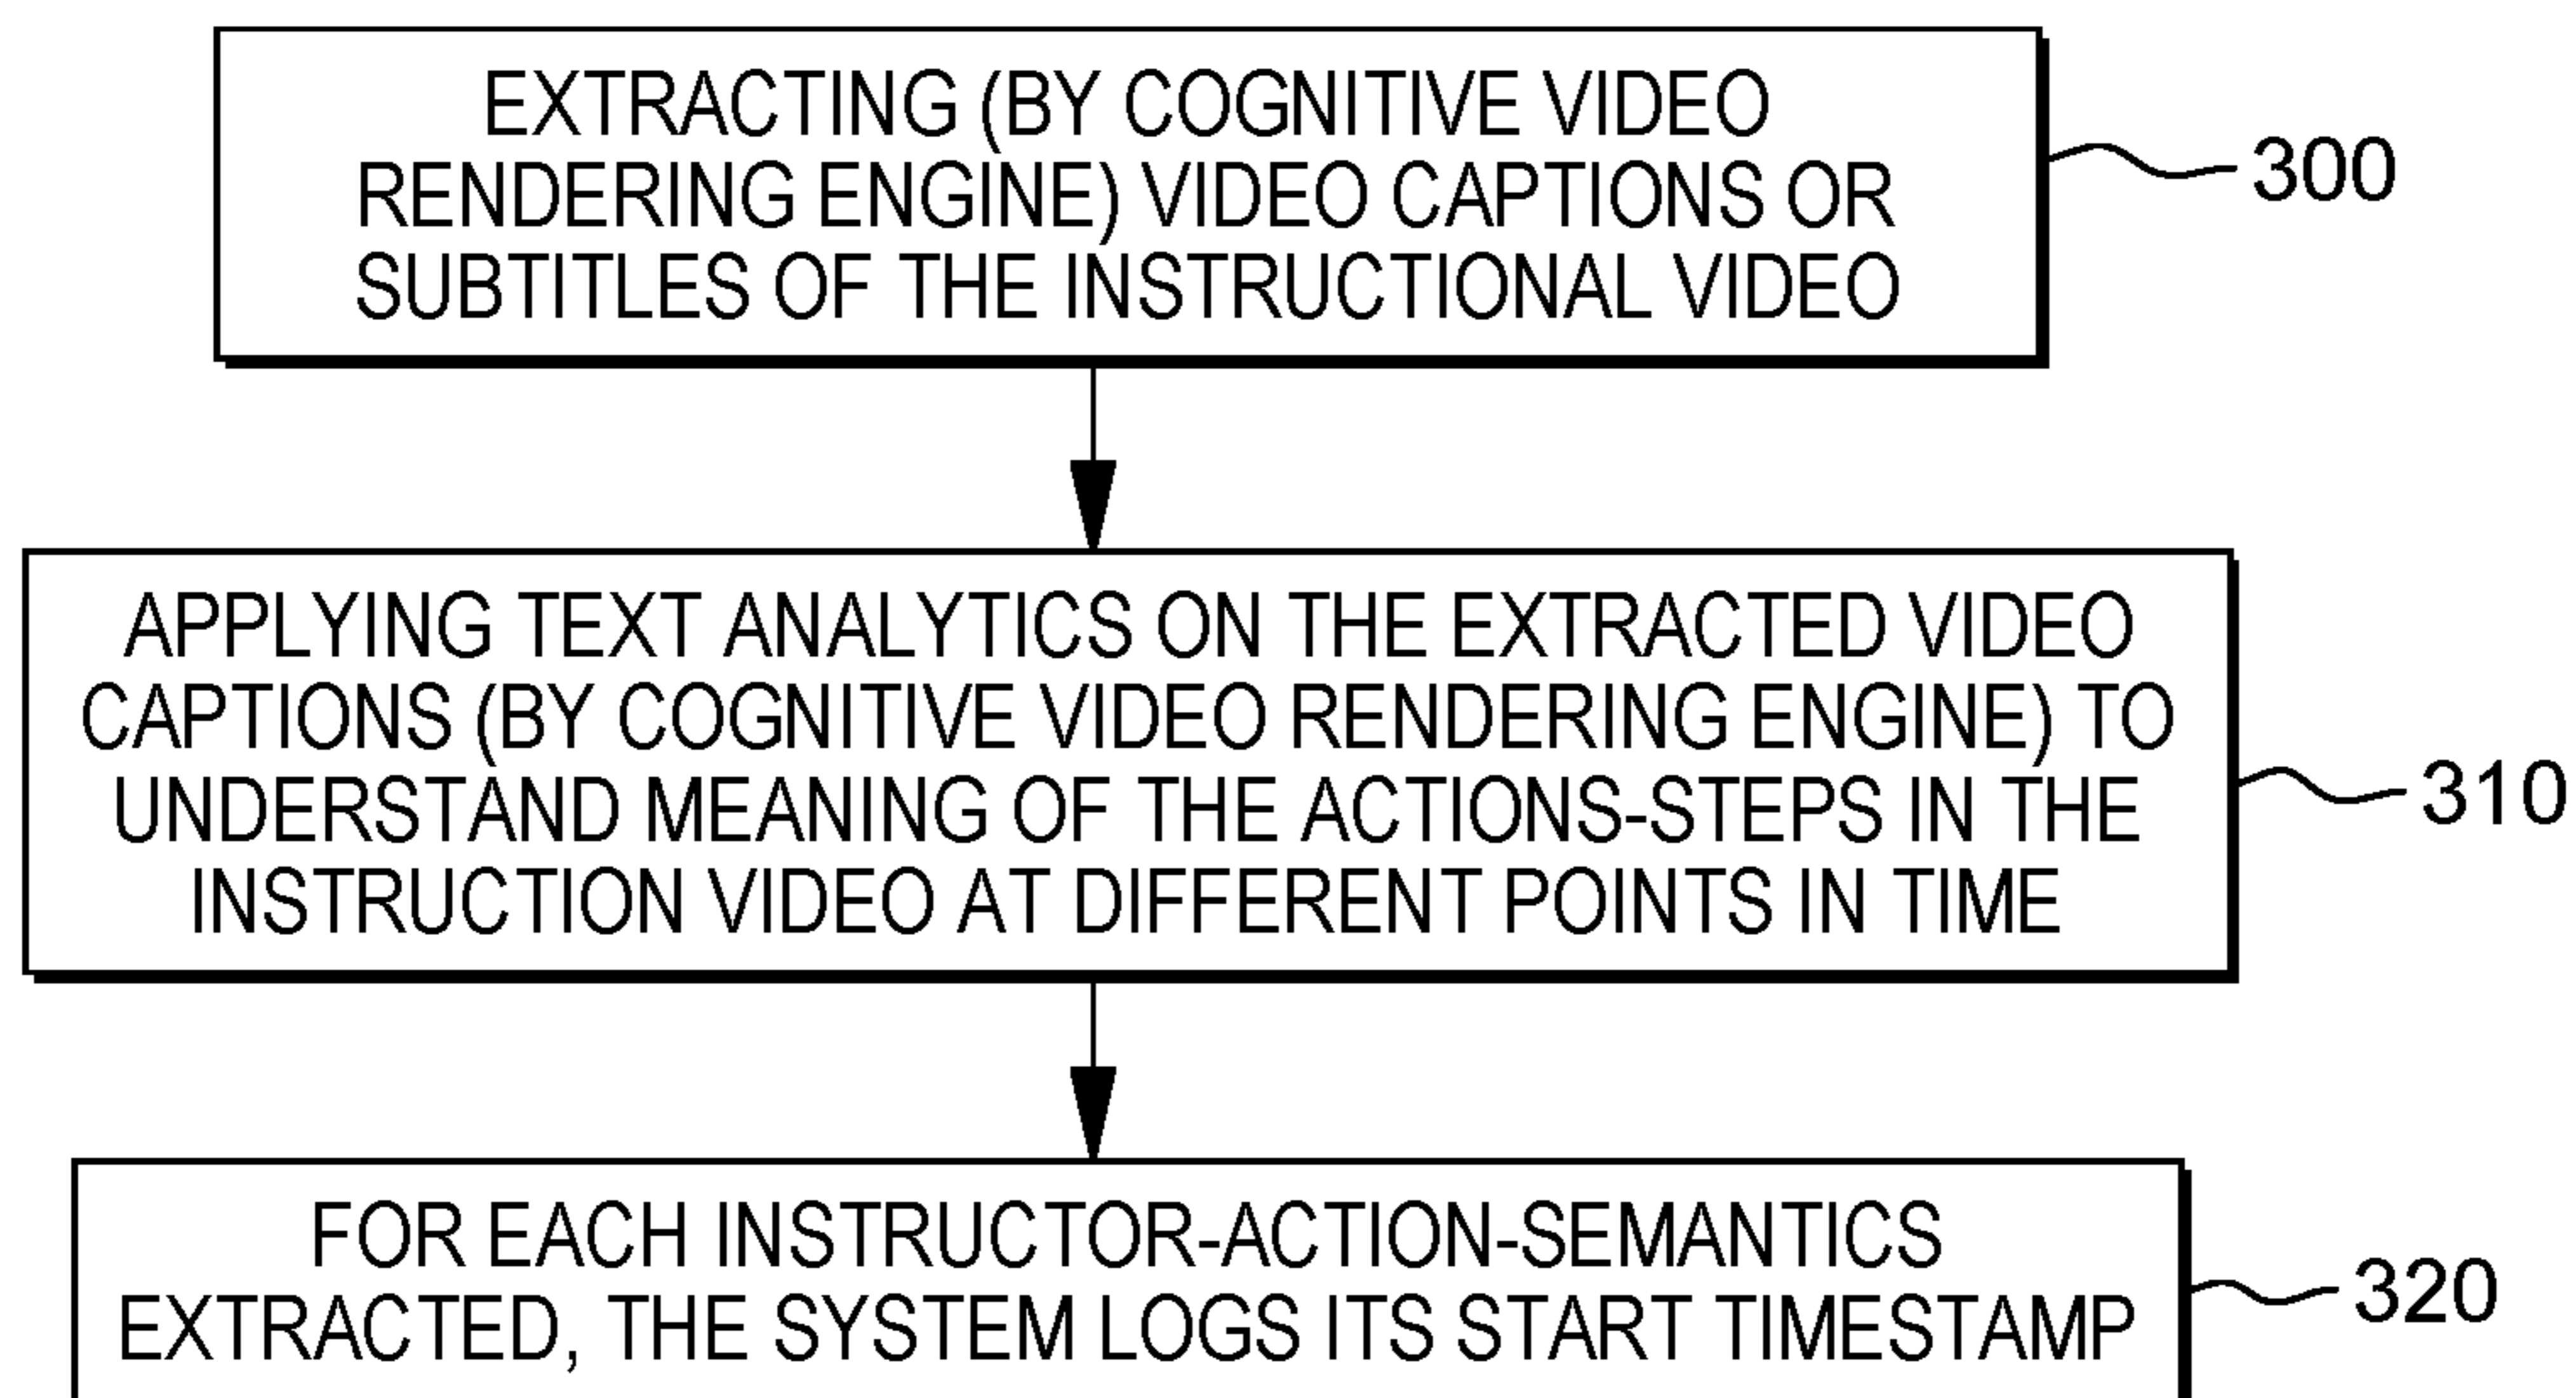 EXTRACTING (BY COGNITIVE VIDEO
RENDERING ENGINE) VIDEO CAPTIONS OR
SUBTITLES OF THE INSTRUCTIONAL VIDEO
300
APPLYING TEXT ANALYTICS ON THE EXTRACTED VIDEO
CAPTIONS (BY COGNITIVE VIDEO RENDERING ENGINE) TO
UNDERSTAND MEANING OF THE ACTIONS-STEPS IN THE
INSTRUCTION VIDEO AT DIFFERENT POINTS IN TIME
310
FOR EACH INSTRUCTOR-ACTION-SEMANTICS
EXTRACTED, THE SYSTEM LOGS ITS START TIMESTAMP
320